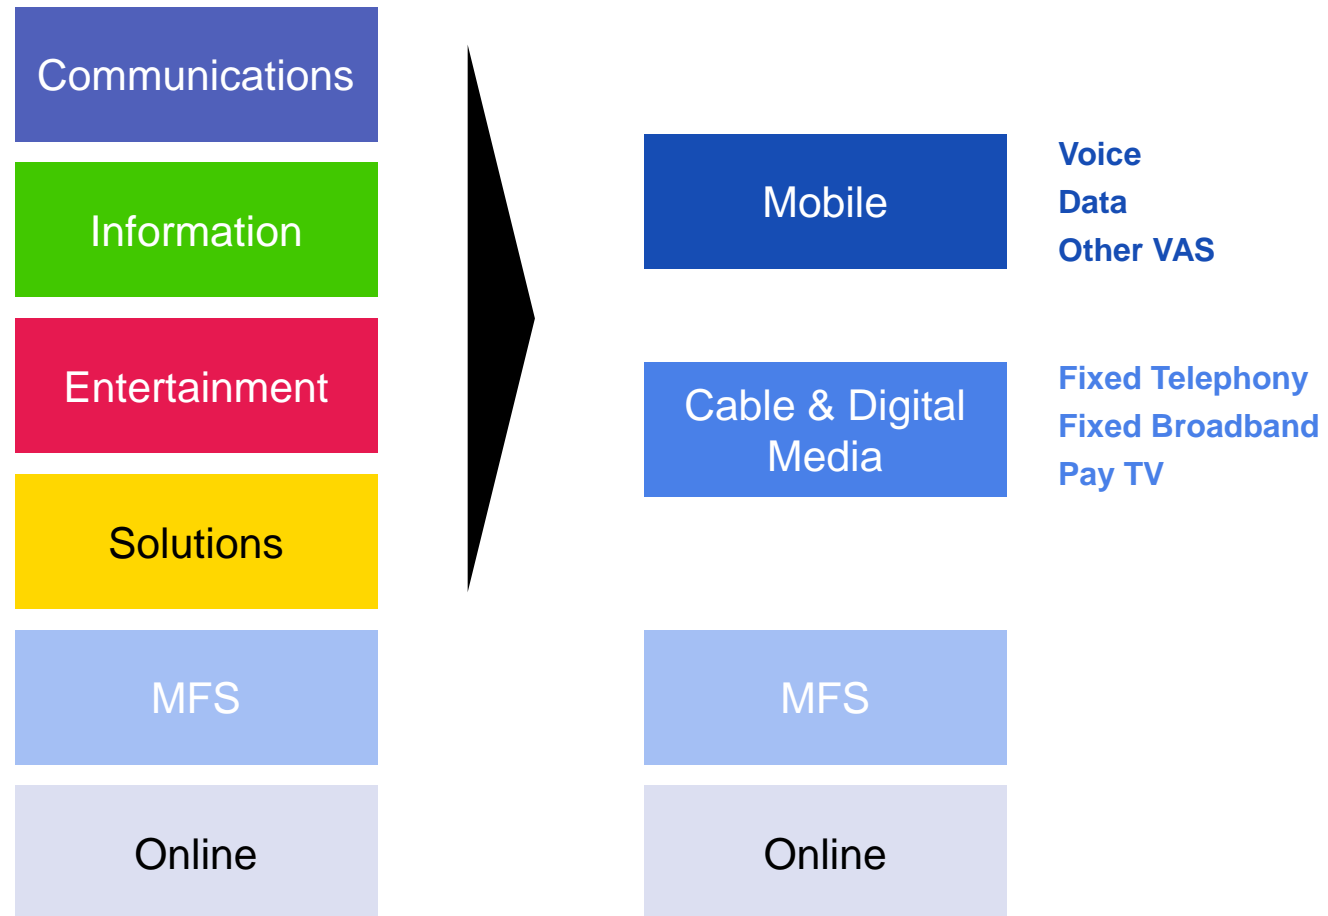 Communications
Information
Entertainment
Solutions
MFS
Online
Mobile
Voice
Data
Other VAS
Cable & Digital
Media
Fixed Telephony
Fixed Broadband
Pay TV
MFS
Online